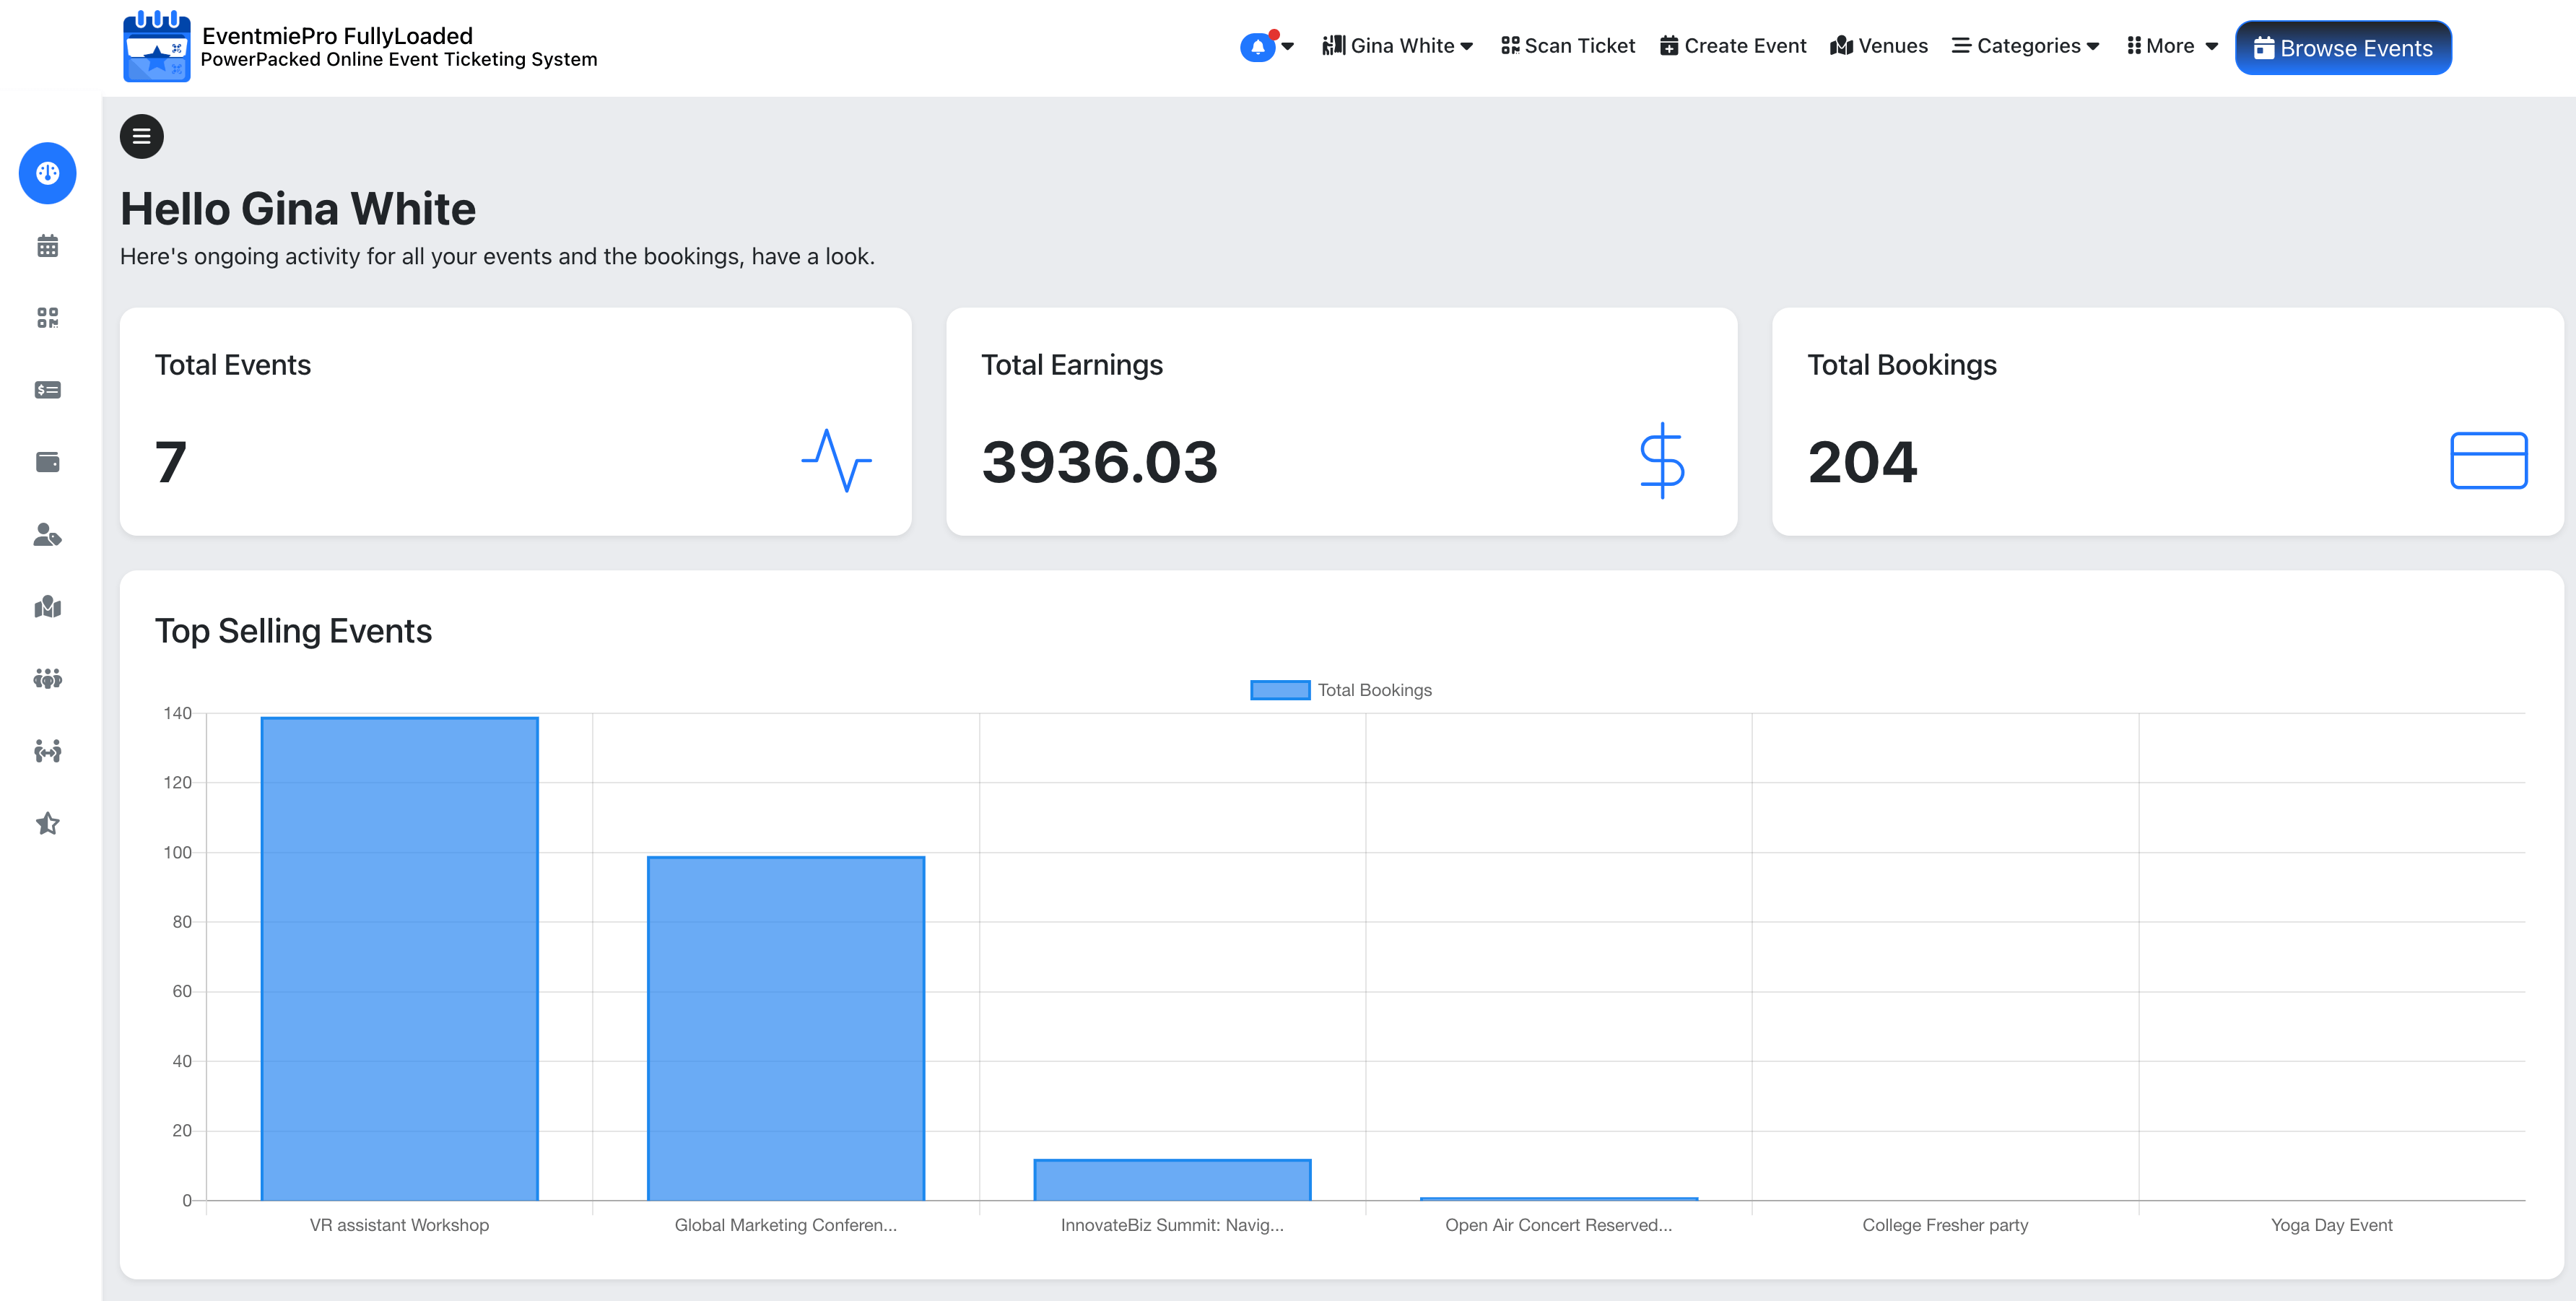 EventmiePro FullyLoaded
PowerPacked Online Event Ticketing System
Gina White
Scan Ticket
Create Event
Venues
Categories
More
Browse Events
Hello Gina White
Here's ongoing activity for all your events and the bookings, have a look.
Total Events
7
Total Earnings
3936.03
Total Bookings
204
Top Selling Events
Total Bookings
140
120
100
80
60
40
20
0
VR assistant Workshop
Global Marketing Conferen...
InnovateBiz Summit: Navig...
Open Air Concert Reserved...
College Fresher party
Yoga Day Event